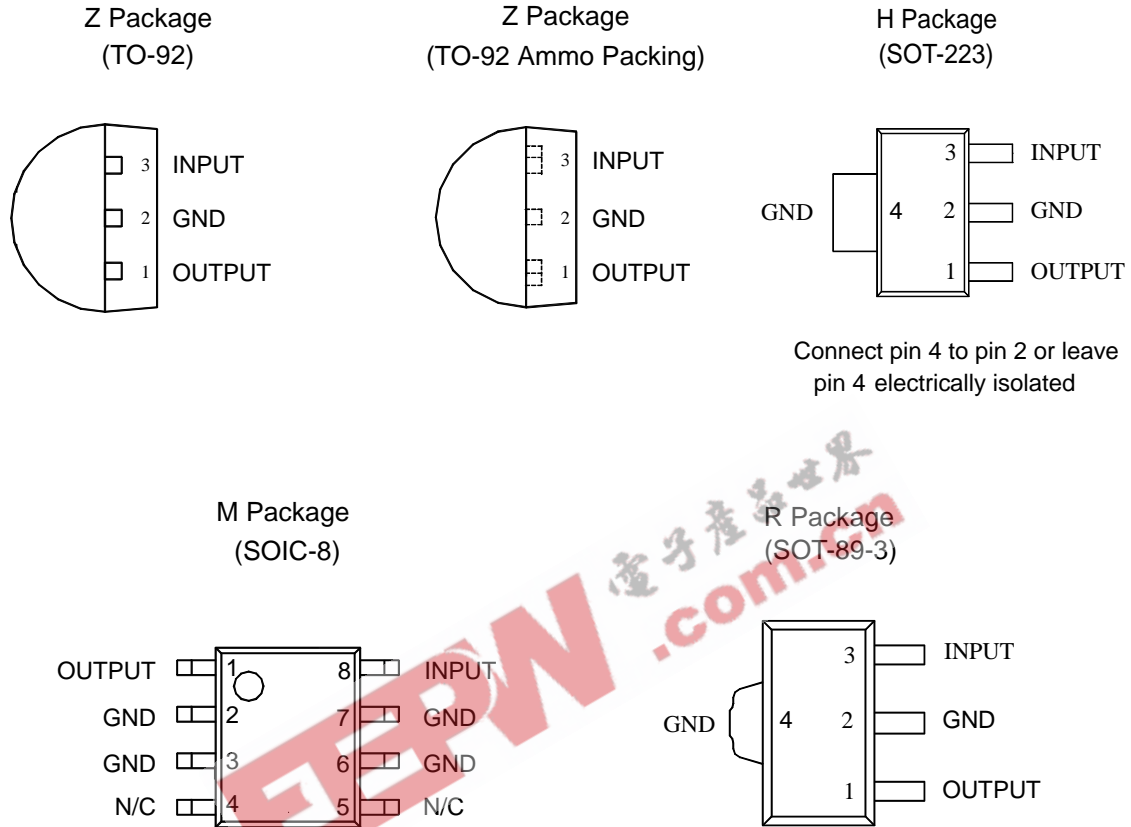 Z Package
(TO-92)
3 INPUT
2 GND
1 OUTPUT
Z Package
(TO-92 Ammo Packing)
3 INPUT
2 GND
1 OUTPUT
H Package
(SOT-223)
3 INPUT
GND 4 2 GND
1 OUTPUT
Connect pin 4 to pin 2 or leave
pin 4 electrically isolated
M Package
(SOIC-8)
OUTPUT 1 8 INPUT
GND 2 7 GND
GND 3 6 GND
N/C 4 5 N/C
R Package
(SOT-89-3)
3 INPUT
GND 4 2 GND
1 OUTPUT
EEPW
電子產品世界
.com.cn